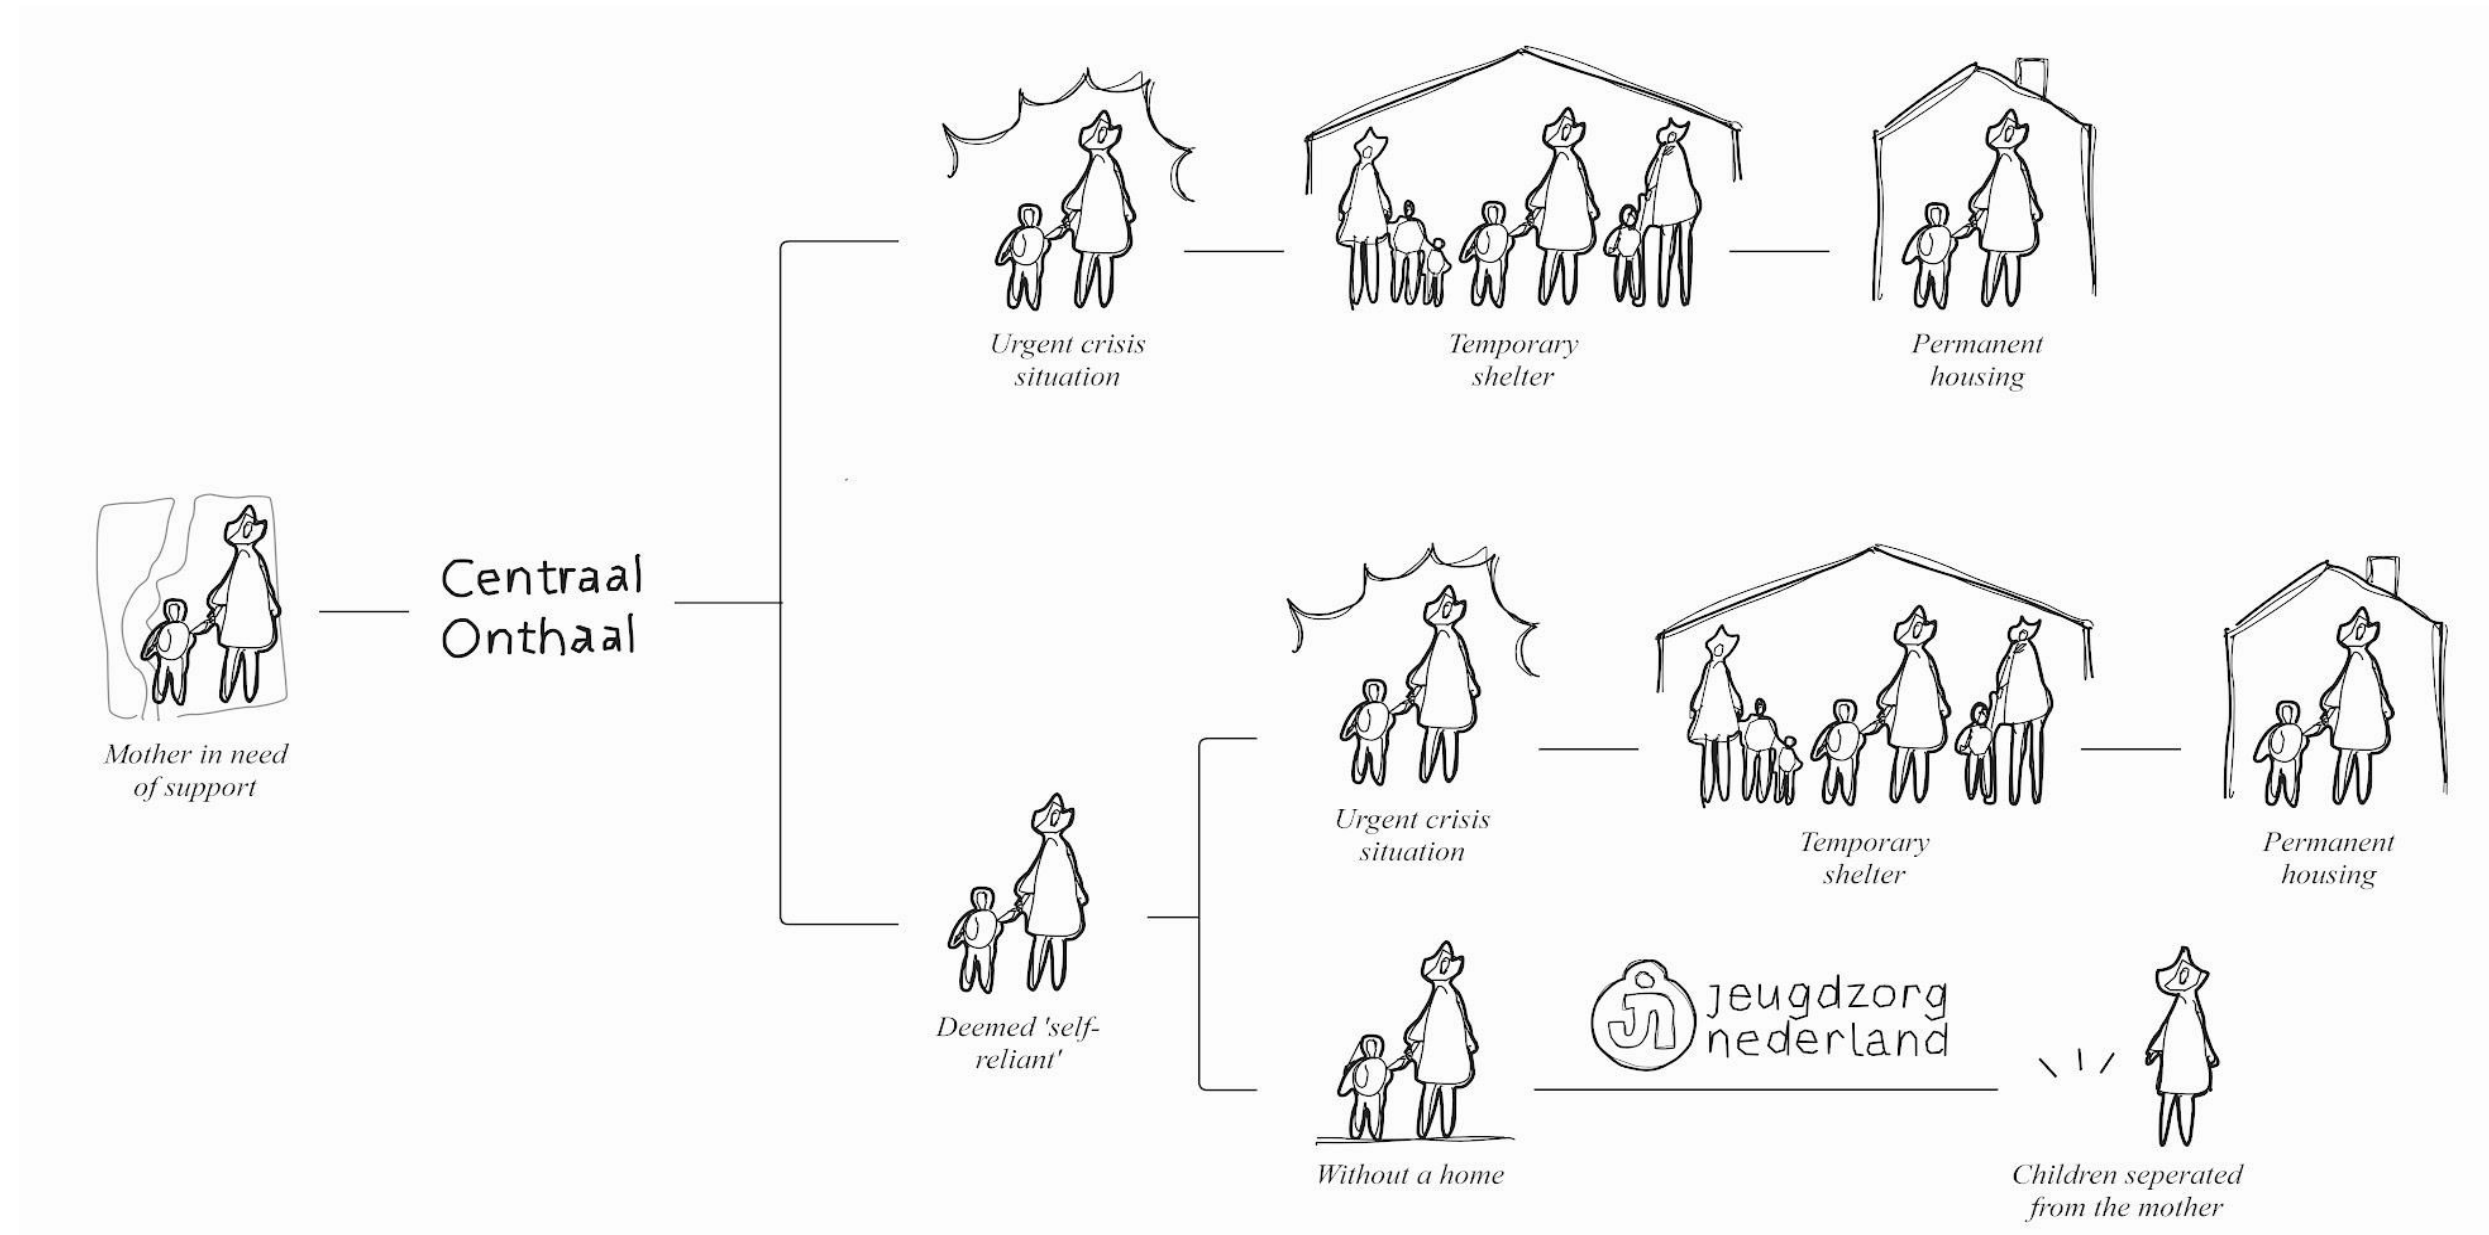 Urgent crisis
situation
Temporary
shelter
Permanent
housing
Mother in need
of support
Centraal
Onthaal
Urgent crisis
situation
Temporary
shelter
Permanent
housing
Deemed 'self-
reliant'
Without a home
jn jeugdzorg
nederland
Children seperated
from the mother